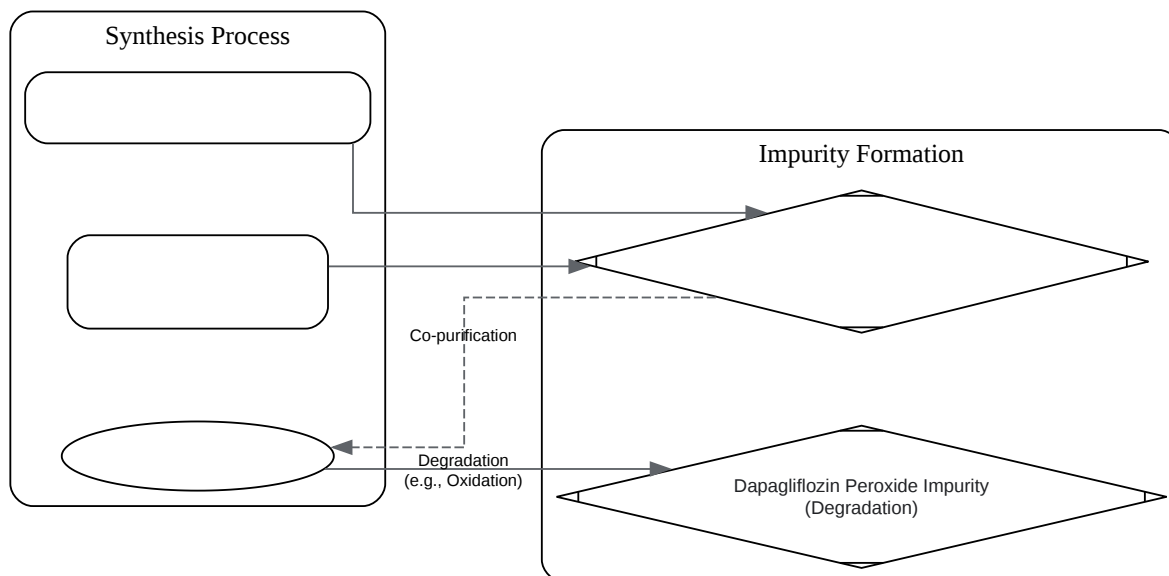 Synthesis Process
Impurity Formation
Co-purification
Degradation
(e.g., Oxidation)
Dapagliflozin Peroxide Impurity
(Degradation)